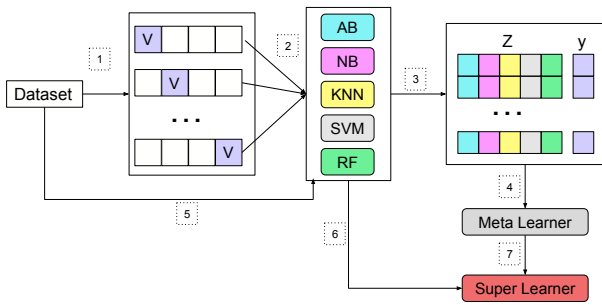 1
2
3
Z
y
V
AB
NB
V
KNN
Dataset
. . .
. . .
SVM
V
RF
4
5
6
Meta Learner
7
Super Learner